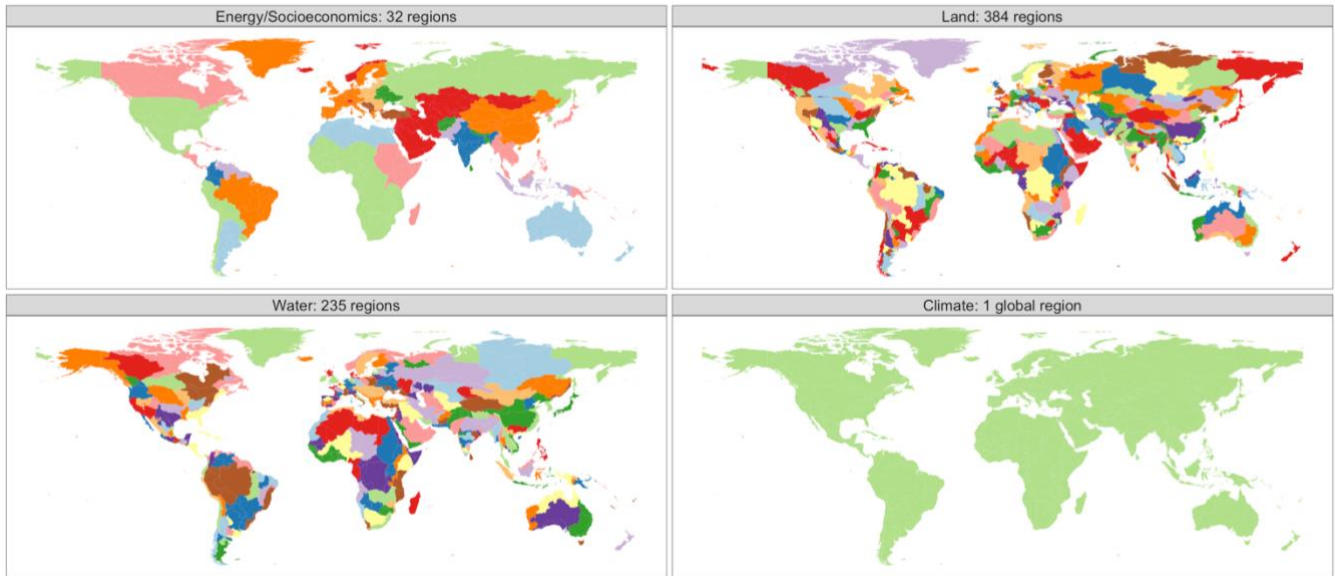 Energy/Socioeconomics: 32 regions
Land: 384 regions
Water: 235 regions
Climate: 1 global region